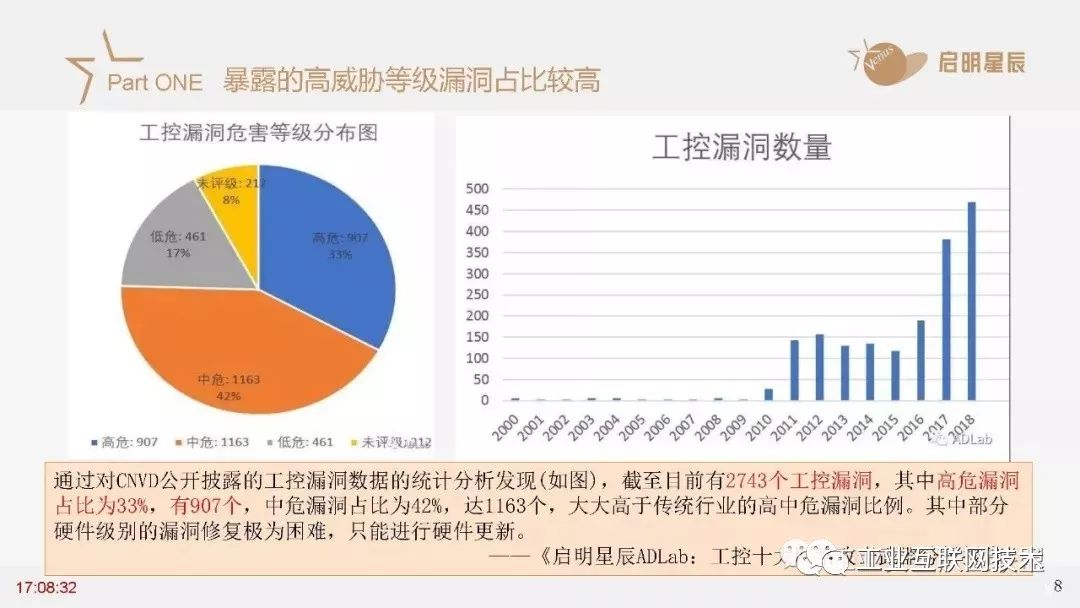 Part ONE 暴露的高威胁等级漏洞占比较高
Venus
启明星辰
工控漏洞危害等级分布图
未评级: 212
8%
低危: 461
17%
高危: 907
33%
中危: 1163
42%
高危: 907 中危: 1163 低危: 461 未评级: 212
工控漏洞数量
500
450
400
350
300
250
200
150
100
50
0
2000 2001 2002 2003 2004 2005 2006 2007 2008 2009 2010 2011 2012 2013 2014 2015 2016 2017 2018
ADLab
通过对CNVD公开披露的工控漏洞数据的统计分析发现(如图)，截至目前有2743个工控漏洞，其中高危漏洞
占比为33%，有907个，中危漏洞占比为42%，达1163个，大大高于传统行业的高中危漏洞比例。其中部分
硬件级别的漏洞修复极为困难，只能进行硬件更新。
——《启明星辰ADLab：工控十大
工业互联网技术
17:08:32
8